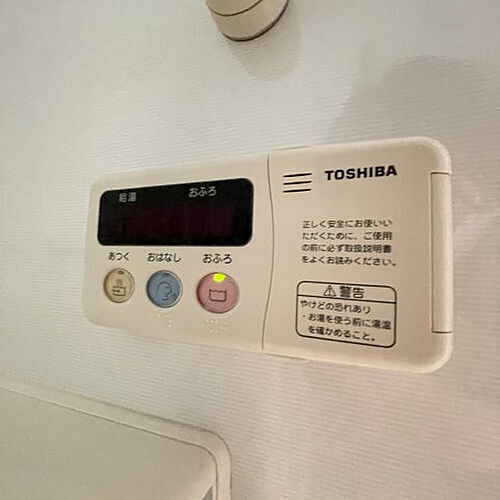 給湯
おふろ
あつく
おはなし
おふろ
TOSHIBA
正しく安全にお使いい
ただくために、ご使用
の前に必ず取扱説明書
をよくお読みください。
⚠警告
やけどの恐れあり
・お湯を使う前に湯温
を確かめること。